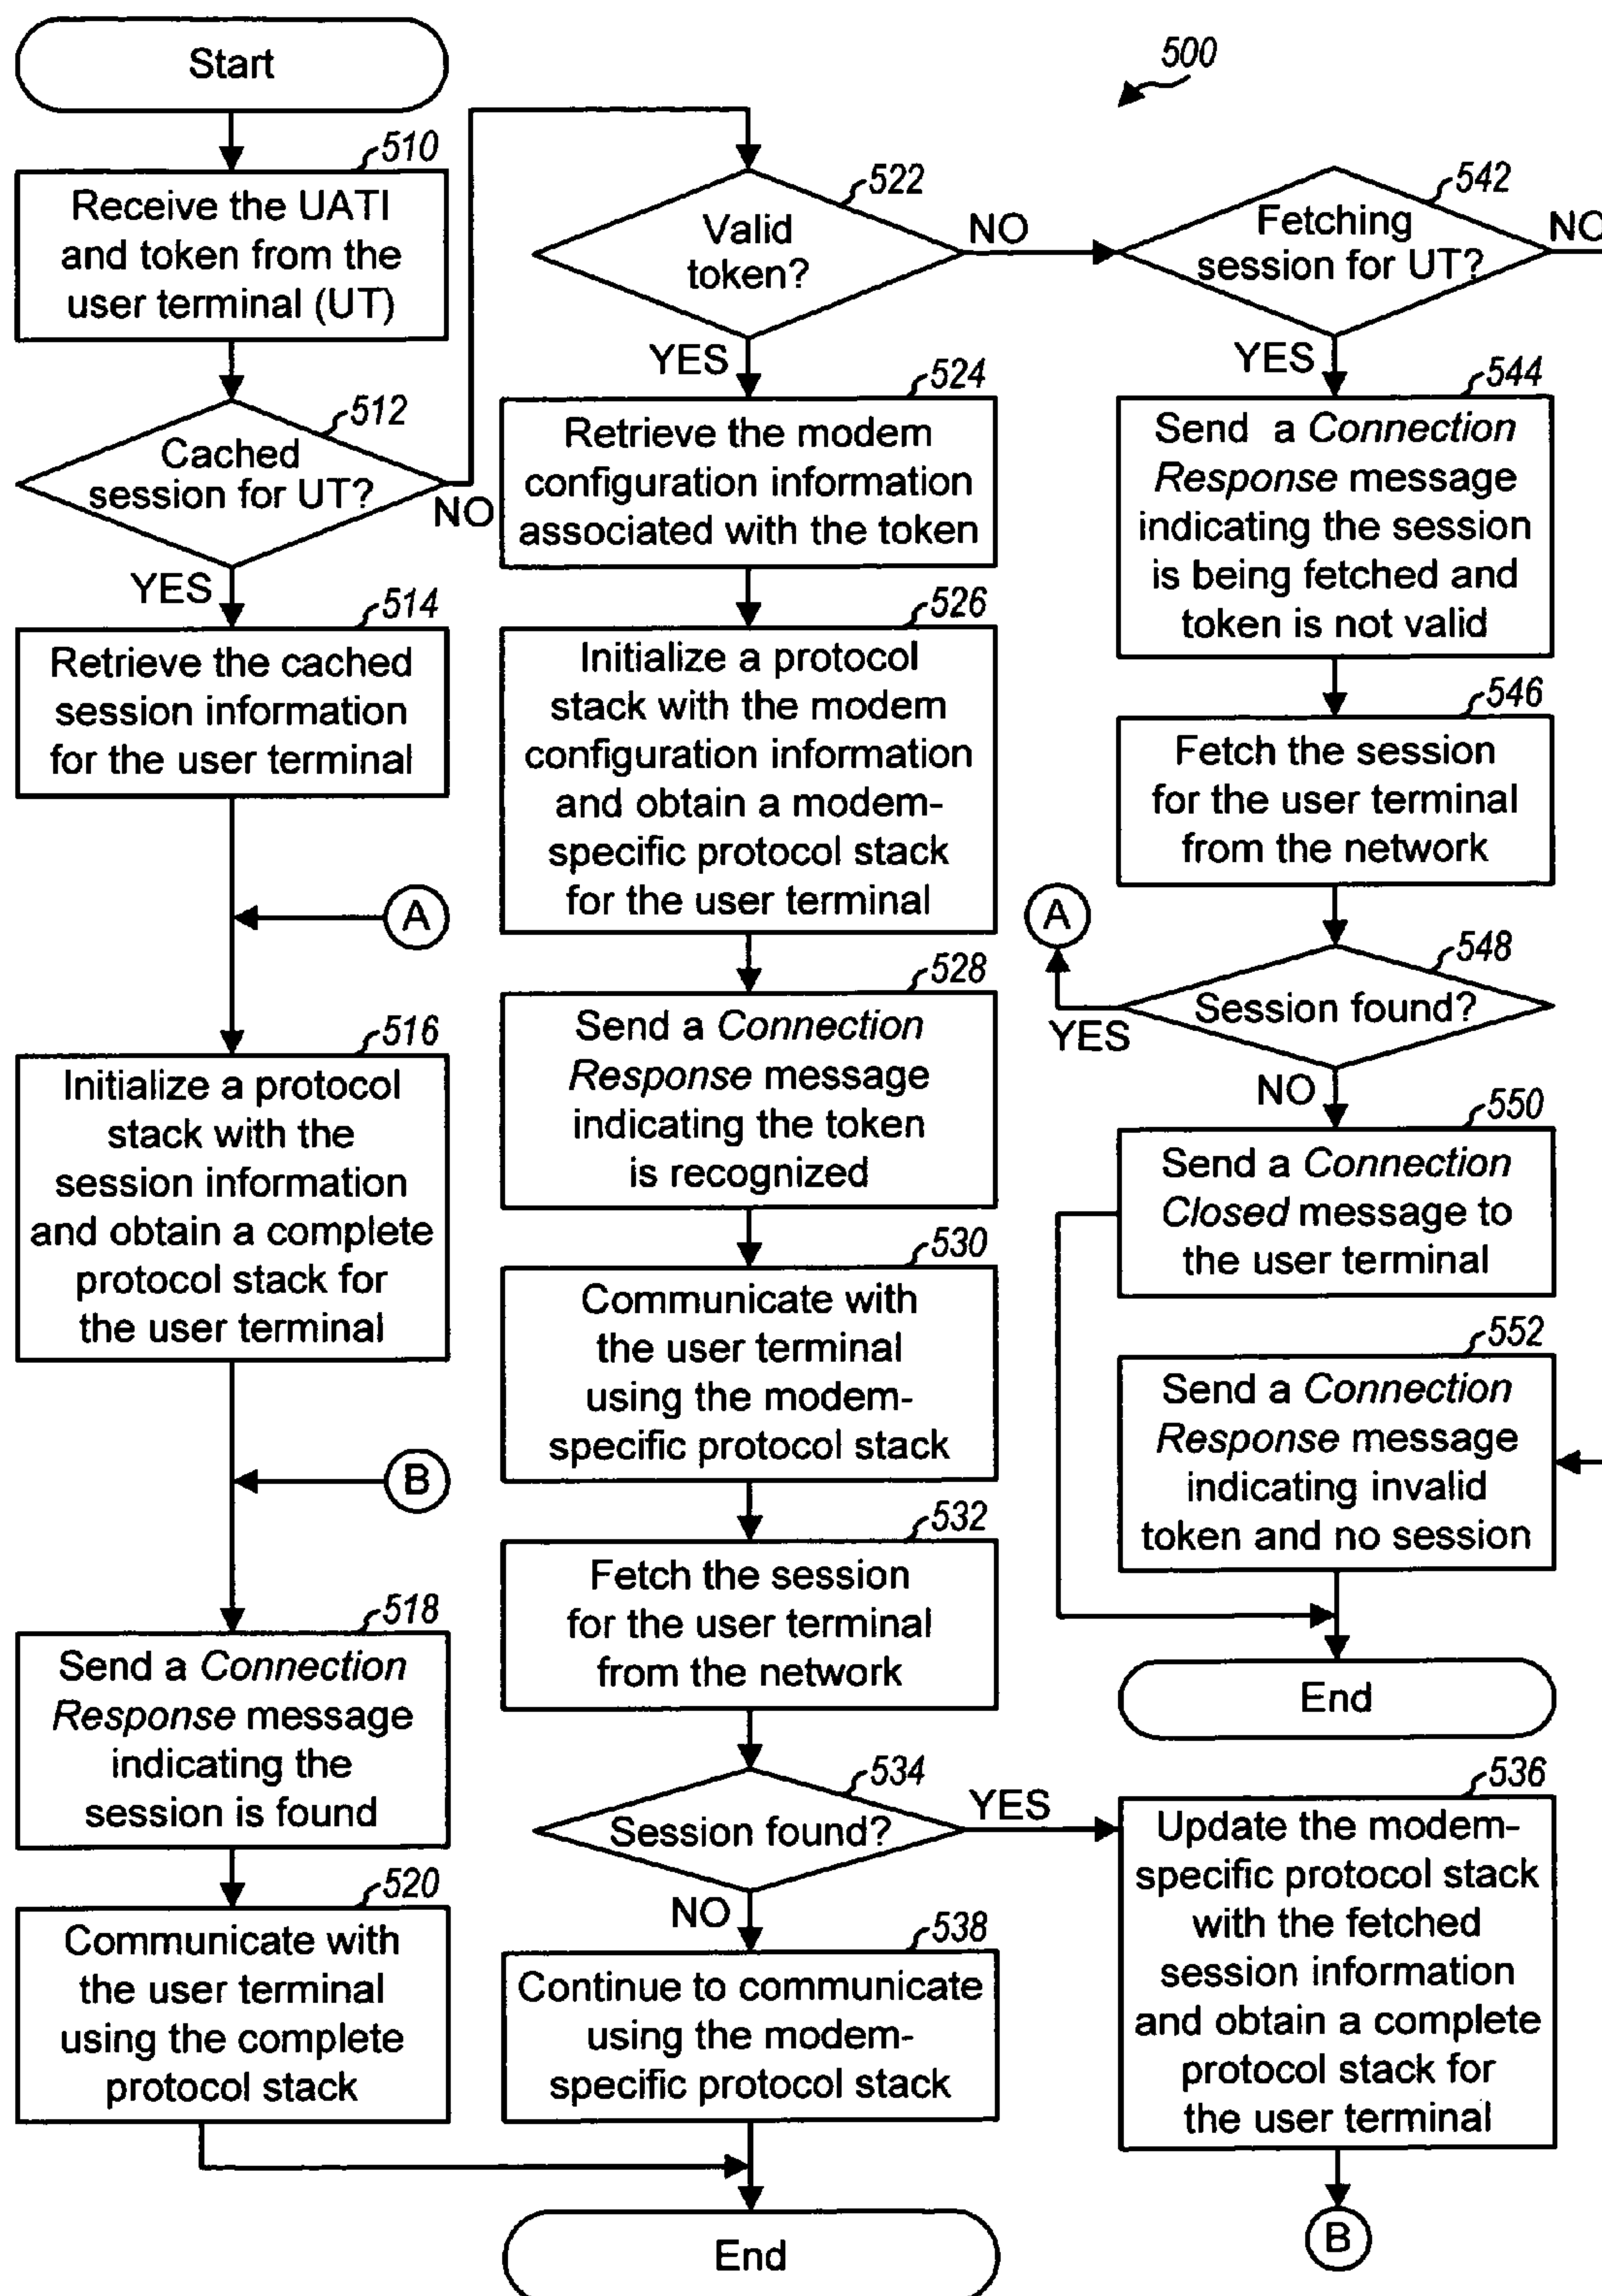 Start
500
510
Receive the UATI
and token from the
user terminal (UT)
512
Cached
session for UT?
NO
YES
514
Retrieve the cached
session information
for the user terminal
A
516
Initialize a protocol
stack with the
session information
and obtain a complete
protocol stack for
the user terminal
B
518
Send a Connection
Response message
indicating the
session is found
520
Communicate with
the user terminal
using the complete
protocol stack
522
Valid
token?
NO
YES
524
Retrieve the modem
configuration information
associated with the token
526
Initialize a protocol
stack with the modem
configuration information
and obtain a modem-
specific protocol stack
for the user terminal
528
Send a Connection
Response message
indicating the token
is recognized
530
Communicate with
the user terminal
using the modem-
specific protocol stack
532
Fetch the session
for the user terminal
from the network
534
Session found?
YES
NO
538
Continue to communicate
using the modem-
specific protocol stack
End
542
Fetching
session for UT?
NO
YES
544
Send a Connection
Response message
indicating the session
is being fetched and
token is not valid
546
Fetch the session
for the user terminal
from the network
A
548
Session found?
YES
NO
550
Send a Connection
Closed message to
the user terminal
552
Send a Connection
Response message
indicating invalid
token and no session
End
536
Update the modem-
specific protocol stack
with the fetched
session information
and obtain a complete
protocol stack for
the user terminal
B